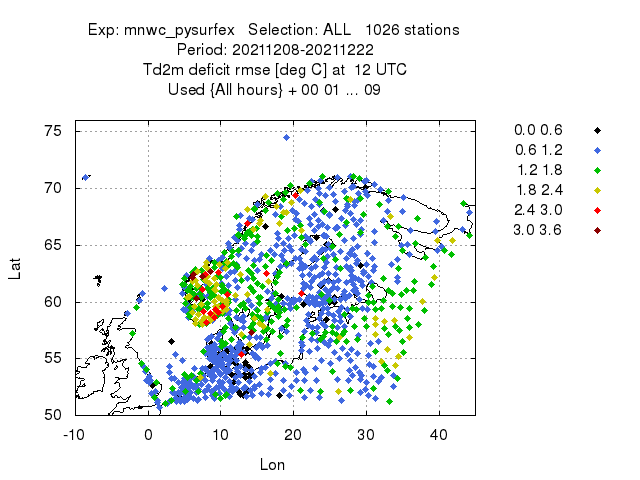 Exp: mnwc_pysurfex   Selection: ALL   1026 stations
Period: 20211208-20211222
Td2m deficit rmse [deg C] at  12 UTC
Used {All hours} + 00 01 ... 09
0.0 0.6
0.6 1.2
1.2 1.8
1.8 2.4
2.4 3.0
3.0 3.6
75
70
65
60
55
50
Lat
-10 0 10 20 30 40
Lon